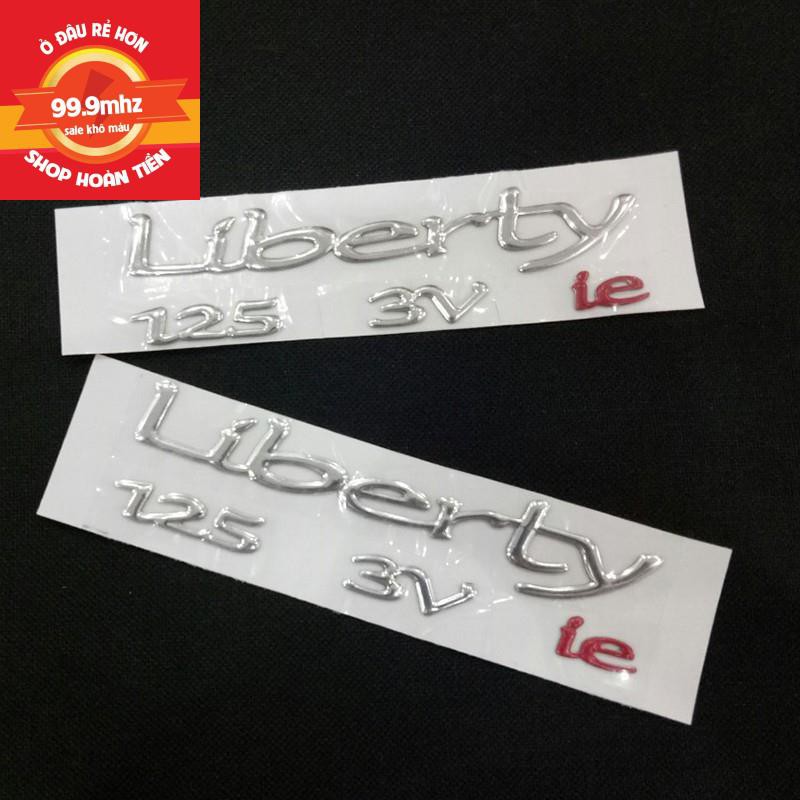 Ở ĐÂU RẺ HƠN
99.9mhz
sale khô máu
SHOP HOÀN TIỀN
Liberty
125 3V ie
Liberty
125 3V ie